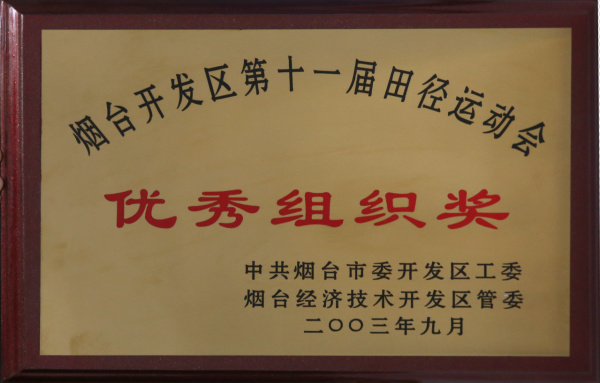 烟台开发区第十一届田径运动会
优秀组织奖
中共烟台市委开发区工委
烟台经济技术开发区管委
二〇〇三年九月